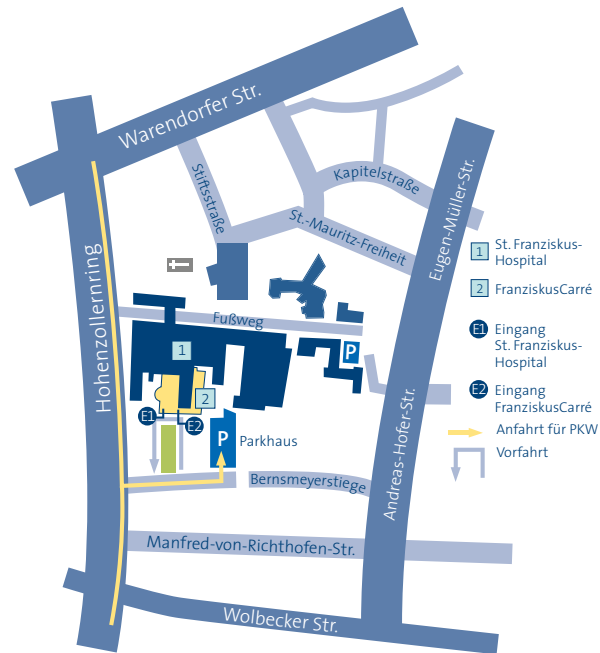 Warendorfer Str.
Stiftsstraße
Kapitelstraße
St.-Mauritz-Freiheit
Eugen-Müller-Str.
Hohenzollernring
Fußweg
1
2
P
E1
E2
P
Parkhaus
Bernsmeyerstiege
Andreas-Hofer-Str.
Manfred-von-Richthofen-Str.
Wolbecker Str.
1 St. Franziskus-
Hospital
2 FranziskusCarré
E1 Eingang
St. Franziskus-
Hospital
E2 Eingang
FranziskusCarré
Anfahrt für PKW
Vorfahrt